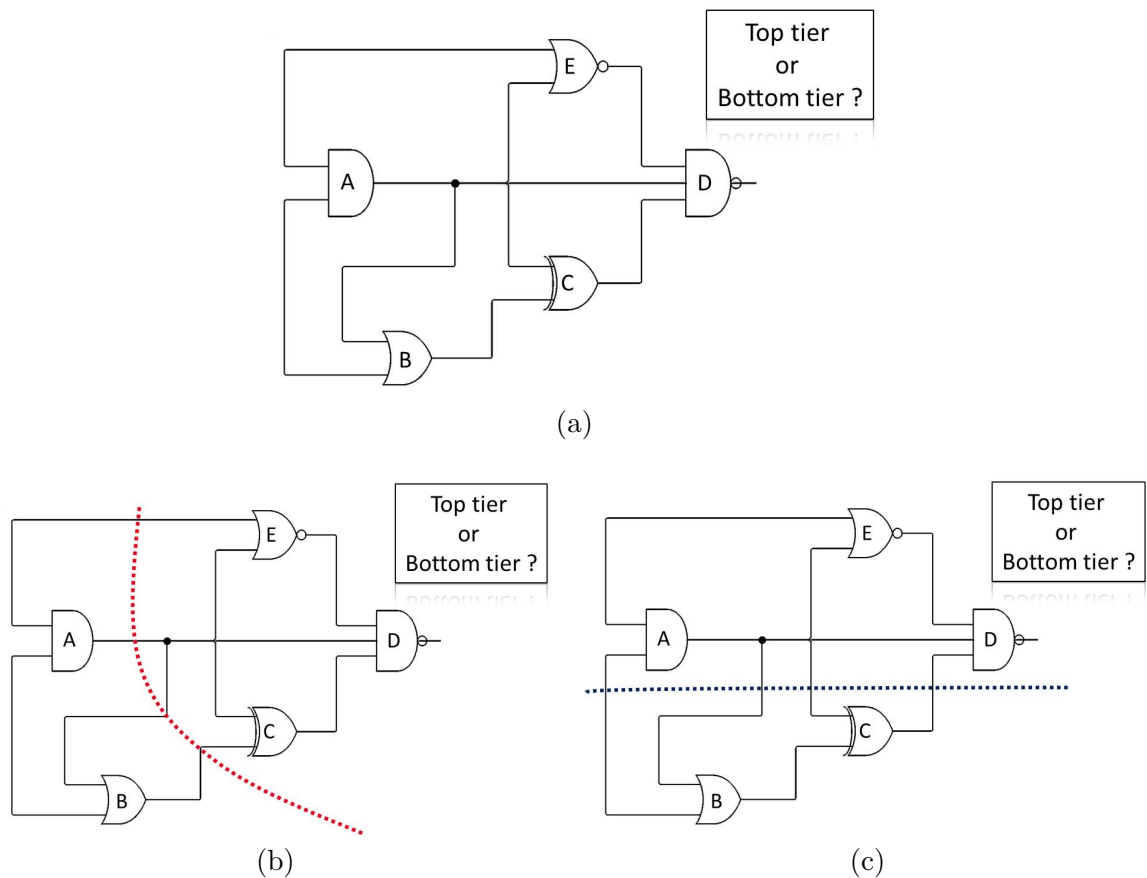 Top tier
or
Bottom tier ?
E
A
D
C
B
(a)
Top tier
or
Bottom tier ?
E
A
D
C
B
(b)
Top tier
or
Bottom tier ?
E
A
D
C
B
(c)